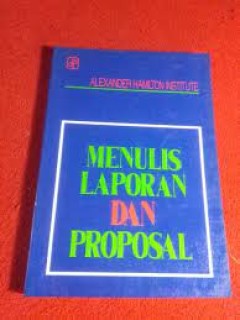 ALEXANDER HAMILTON INSTITUTE
MENULIS
LAPORAN
DAN
PROPOSAL